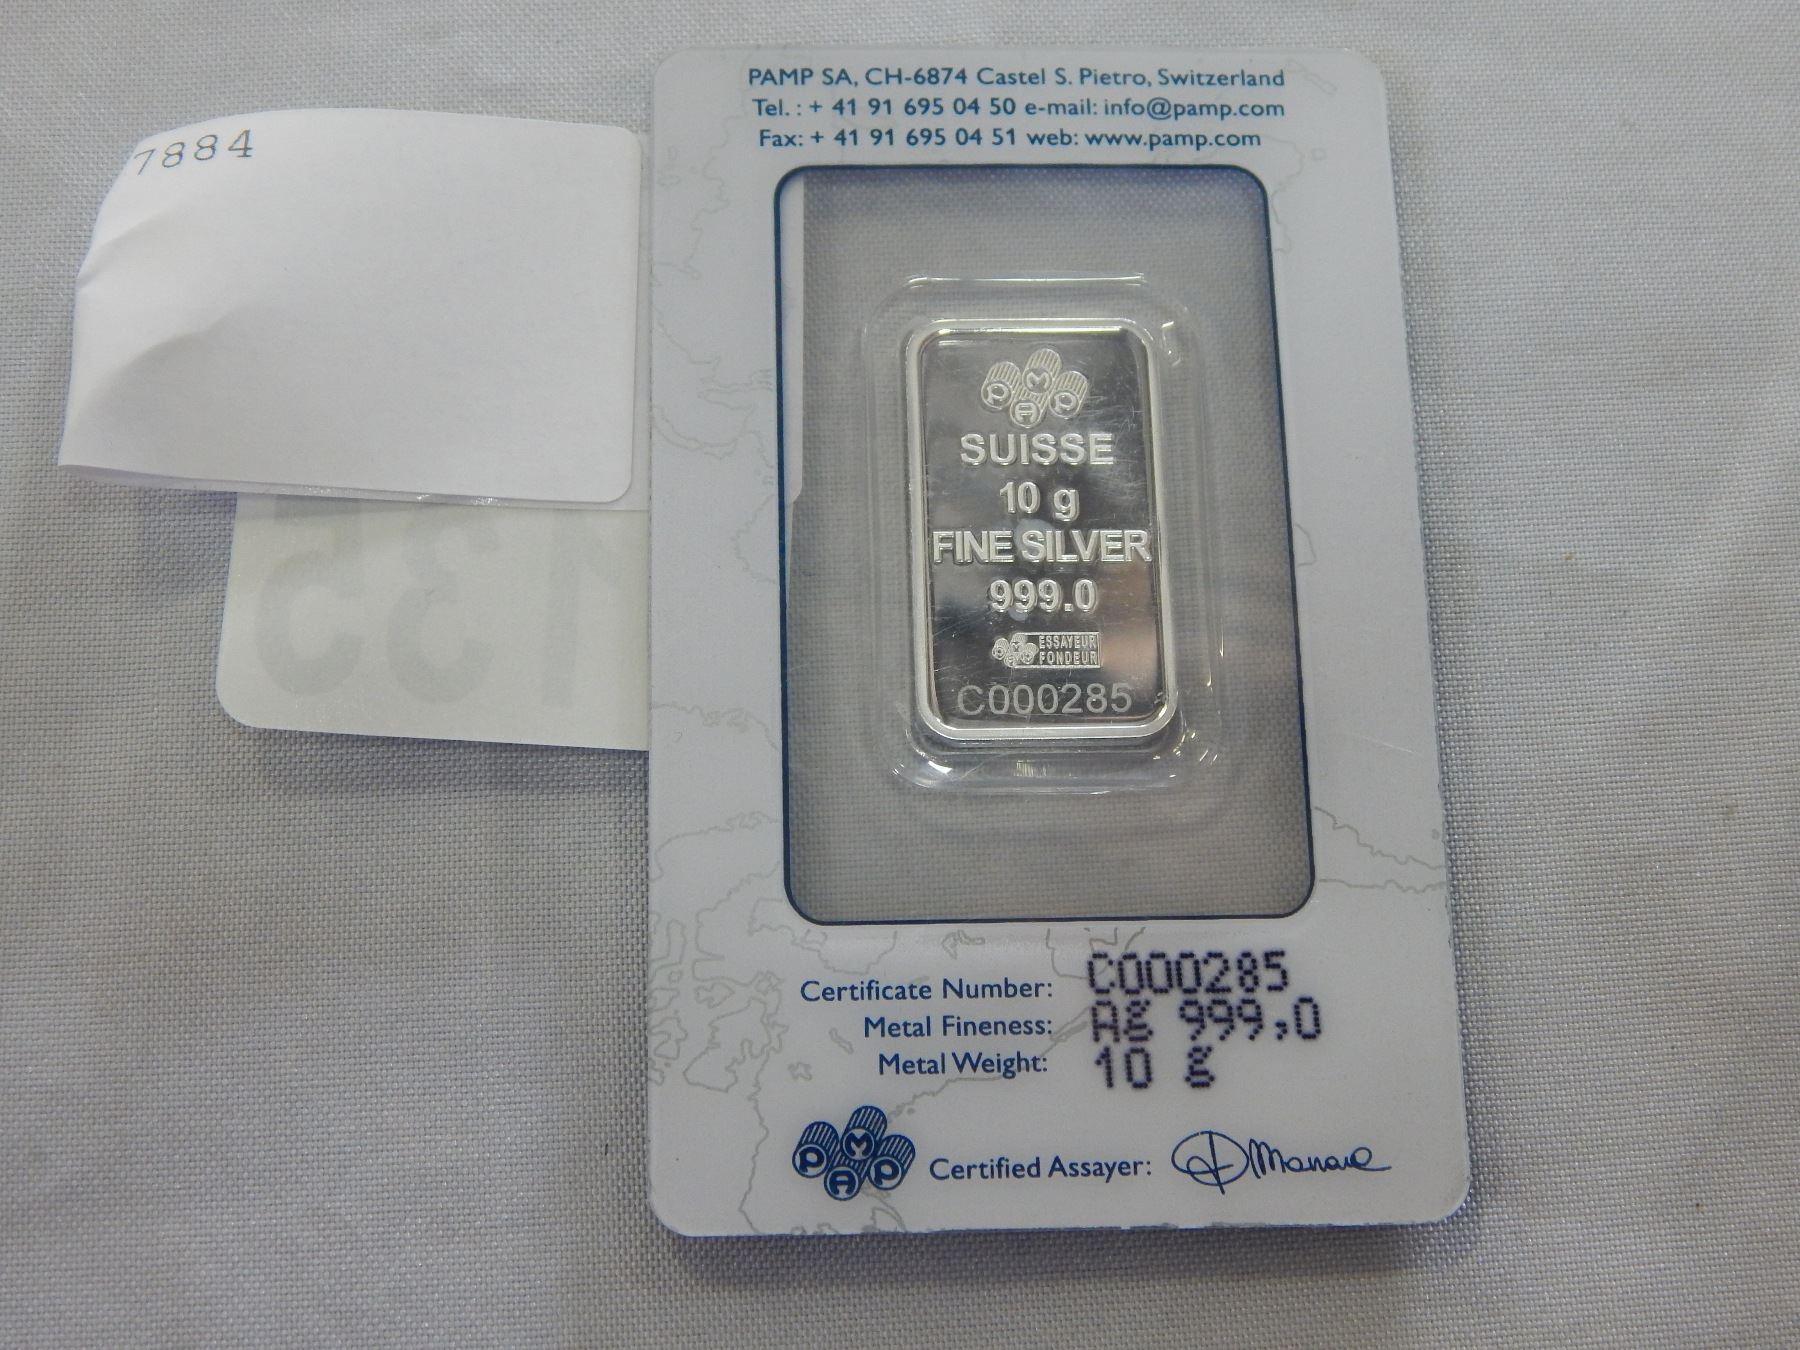 PAMP SA, CH-6874 Castel S. Pietro, Switzerland
Tel. : + 41 91 695 04 50 e-mail: info@pamp.com
Fax: + 41 91 695 04 51 web: www.pamp.com
7884
135
P A M P
SUISSE
10 g
FINE SILVER
999.0
PAMP ESSAYEUR
FONDEUR
C000285
Certificate Number: C000285
Metal Fineness: Ag 999,0
Metal Weight: 10 g
P A M P
Certified Assayer: